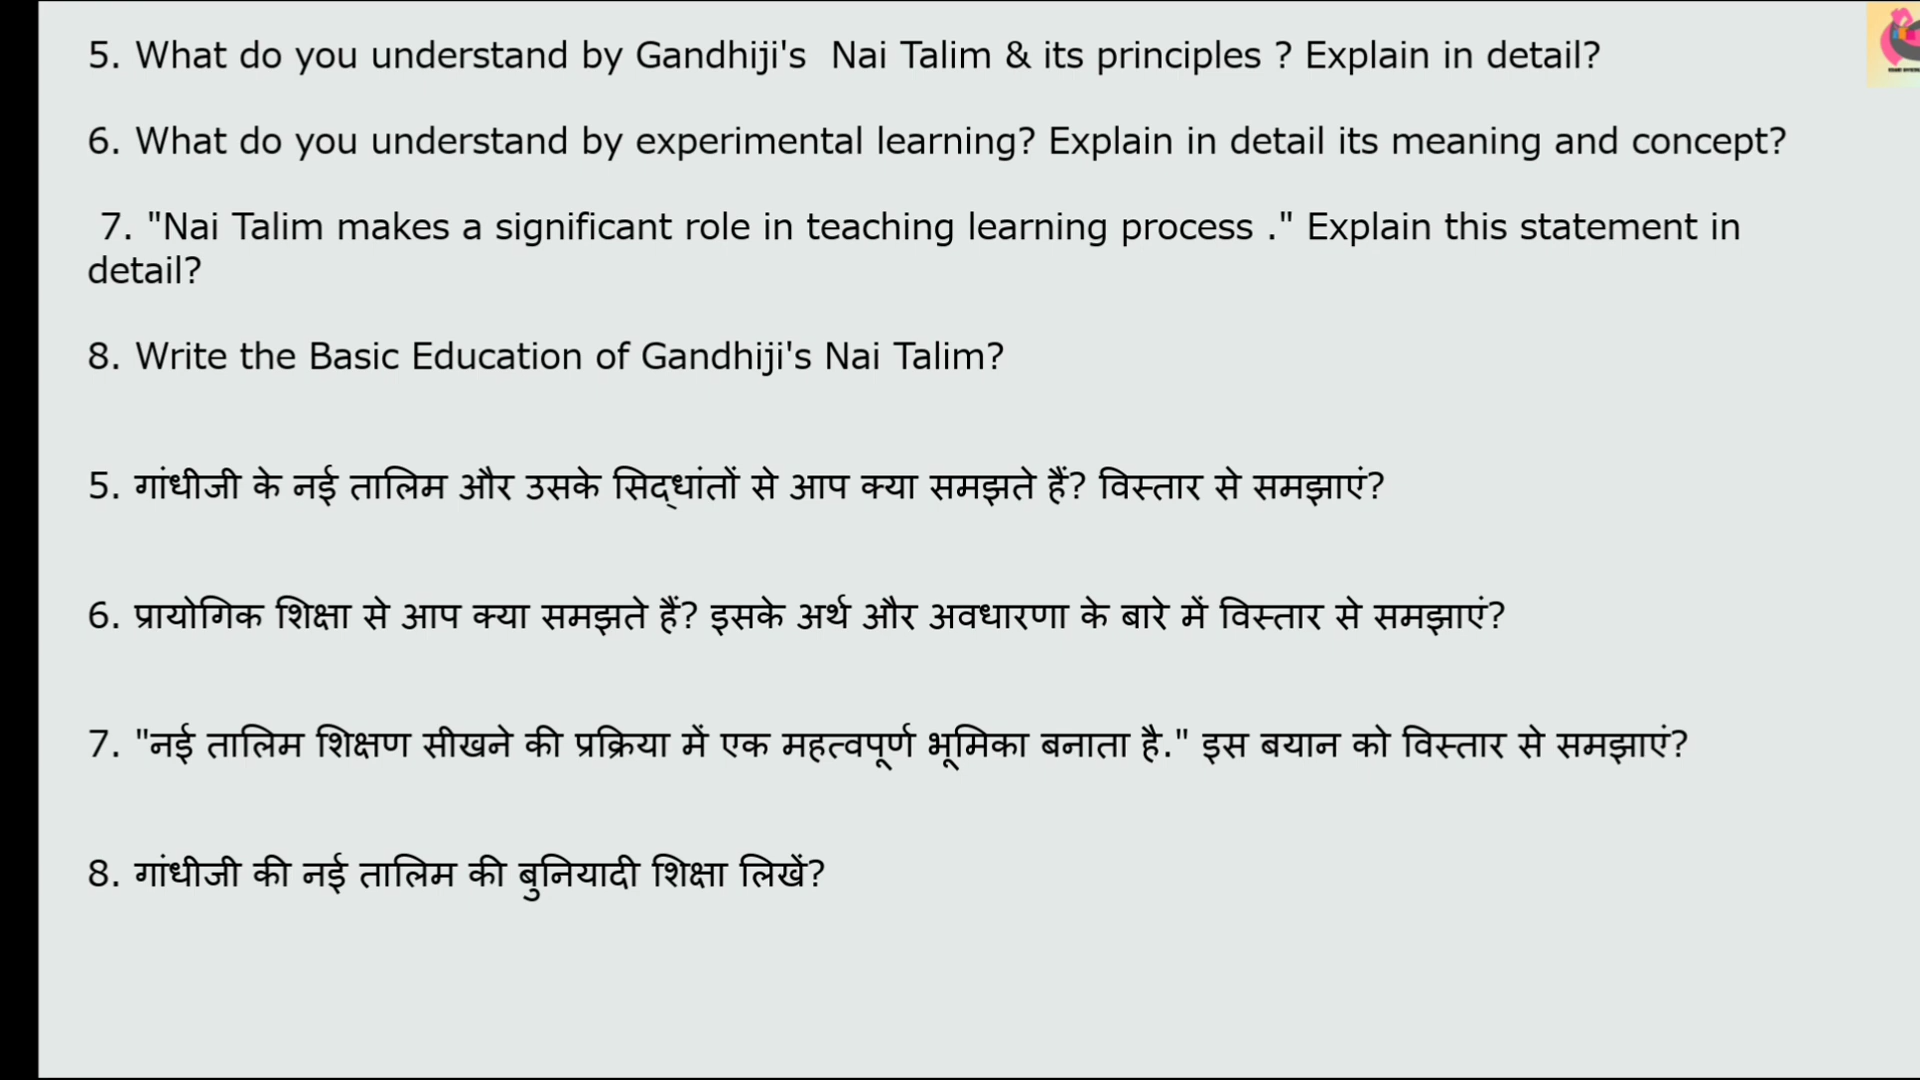 5. What do you understand by Gandhiji's  Nai Talim & its principles ? Explain in detail?
6. What do you understand by experimental learning? Explain in detail its meaning and concept?
7. "Nai Talim makes a significant role in teaching learning process ." Explain this statement in
detail?
8. Write the Basic Education of Gandhiji's Nai Talim?
5. गांधीजी के नई तालिम और उसके सिद्धांतों से आप क्या समझते हैं? विस्तार से समझाएं?
6. प्रायोगिक शिक्षा से आप क्या समझते हैं? इसके अर्थ और अवधारणा के बारे में विस्तार से समझाएं?
7. "नई तालिम शिक्षण सीखने की प्रक्रिया में एक महत्वपूर्ण भूमिका बनाता है." इस बयान को विस्तार से समझाएं?
8. गांधीजी की नई तालिम की बुनियादी शिक्षा लिखें?